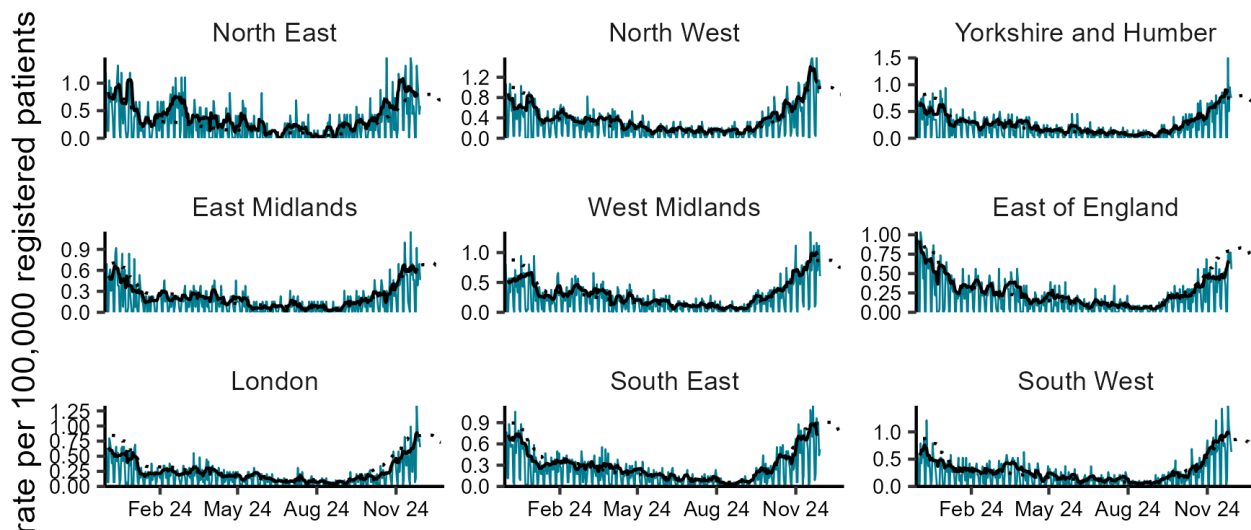 rate per 100,000 registered patients
North East
North West
Yorkshire and Humber
1.0
0.5
0.0
1.2
0.8
0.4
0.0
1.5
1.0
0.5
0.0
East Midlands
West Midlands
East of England
0.9
0.6
0.3
0.0
1.0
0.5
0.0
1.00
0.75
0.50
0.25
0.00
London
South East
South West
1.25
1.00
0.75
0.50
0.25
0.00
0.9
0.6
0.3
0.0
1.0
0.5
0.0
Feb 24 May 24 Aug 24 Nov 24
Feb 24 May 24 Aug 24 Nov 24
Feb 24 May 24 Aug 24 Nov 24